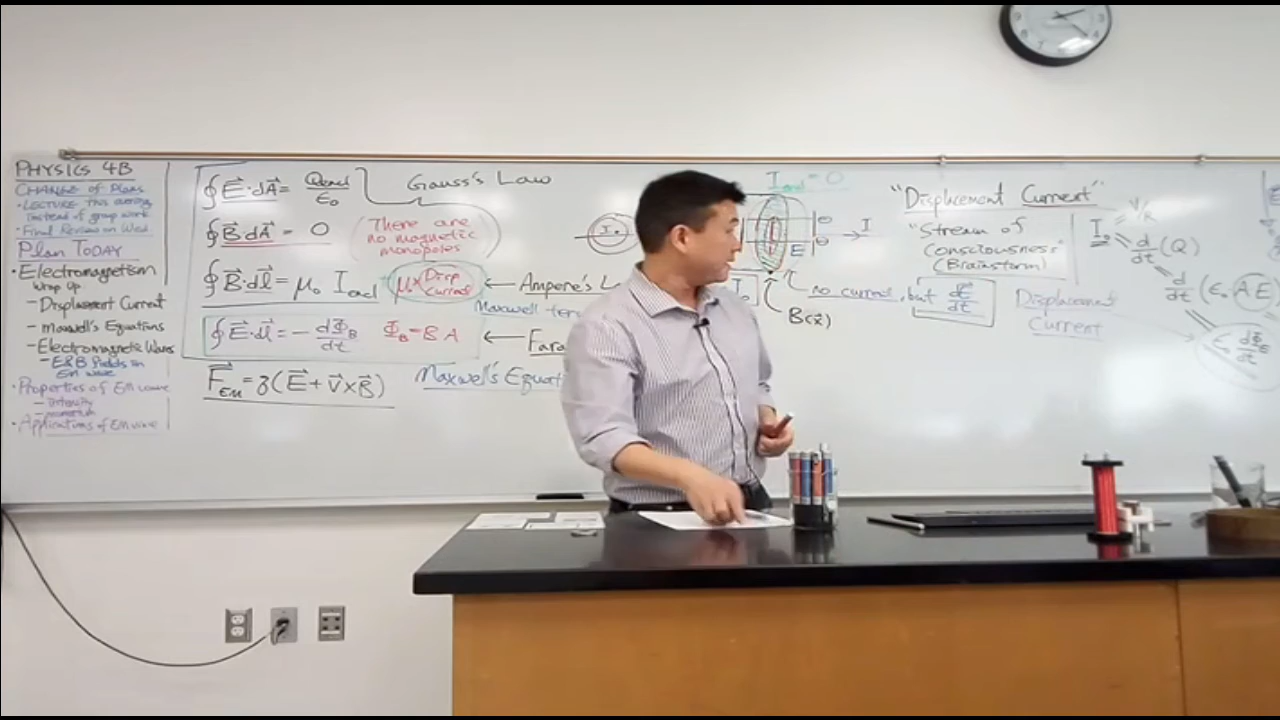 PHYSICS 4B
CHANGE of Plans
• LECTURE this evening
instead of group work
• Final Review on Wed
Plan TODAY
• Electromagnetism
Wrap Up
– Displacement Current
– Maxwell's Equations
– Electromagnetic Waves
– E&B fields in
EM wave
• Properties of EM wave
– intensity
– momentum
• Applications of EM wave
∮E⃗·dA⃗ = Qencl/ε₀ Gauss's Law
∮B⃗·dA⃗ = 0 (There are
no magnetic
monopoles)
∮B⃗·dl⃗ = μ₀ Iencl μ× Disp
Current ← Ampere's L
Maxwell ter
∮E⃗·dl⃗ = – dΦB/dt ΦB = BA ← Fara
F⃗EM = q(E⃗ + v⃗×B⃗) Maxwell's Equati
Iencl = 0
I
E
no current, but dE⃗/dt
B(x⃗)
"Displacement Current"
"Stream of
Consciousness"
(Brainstorm)
Displacement
Current
I₀ = V/R
= d/dt (Q)
d/dt (ε₀ AE
ε₀ dΦE/dt